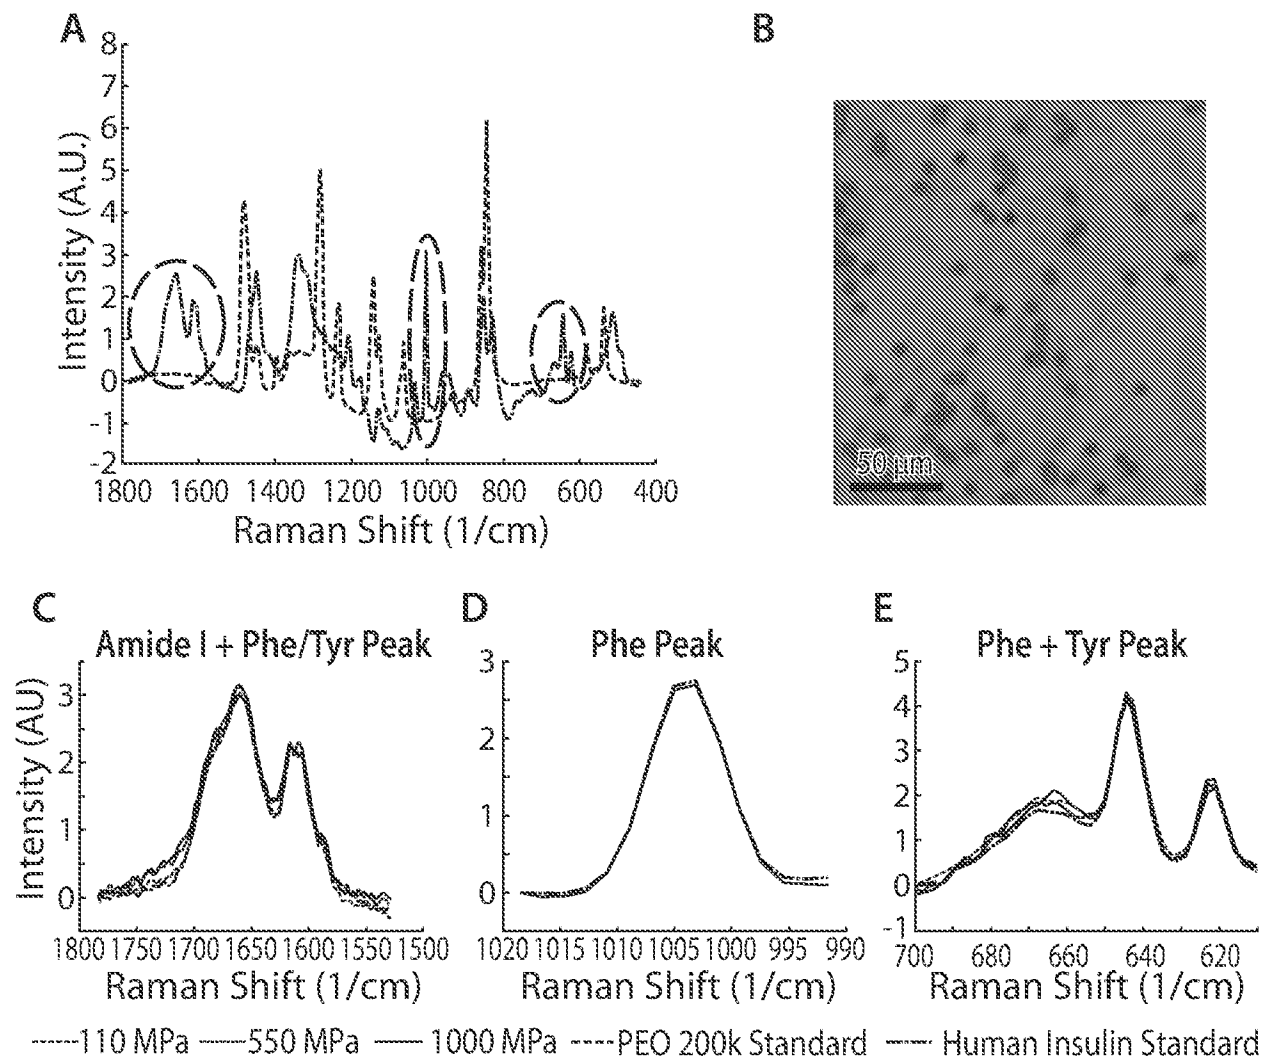 A
B
8
7
6
5
4
3
2
1
0
-1
-2
Intensity (A.U.)
1800 1600 1400 1200 1000 800 600 400
Raman Shift (1/cm)
50 µm
C
D
E
Amide I + Phe/Tyr Peak
Phe Peak
Phe + Tyr Peak
3
2
1
0
Intensity (AU)
1800 1750 1700 1650 1600 1550 1500
Raman Shift (1/cm)
3
2
1
0
1020 1015 1010 1005 1000 995 990
Raman Shift (1/cm)
5
4
3
2
1
0
-1
700 680 660 640 620
Raman Shift (1/cm)
110 MPa 550 MPa 1000 MPa PEO 200k Standard Human Insulin Standard